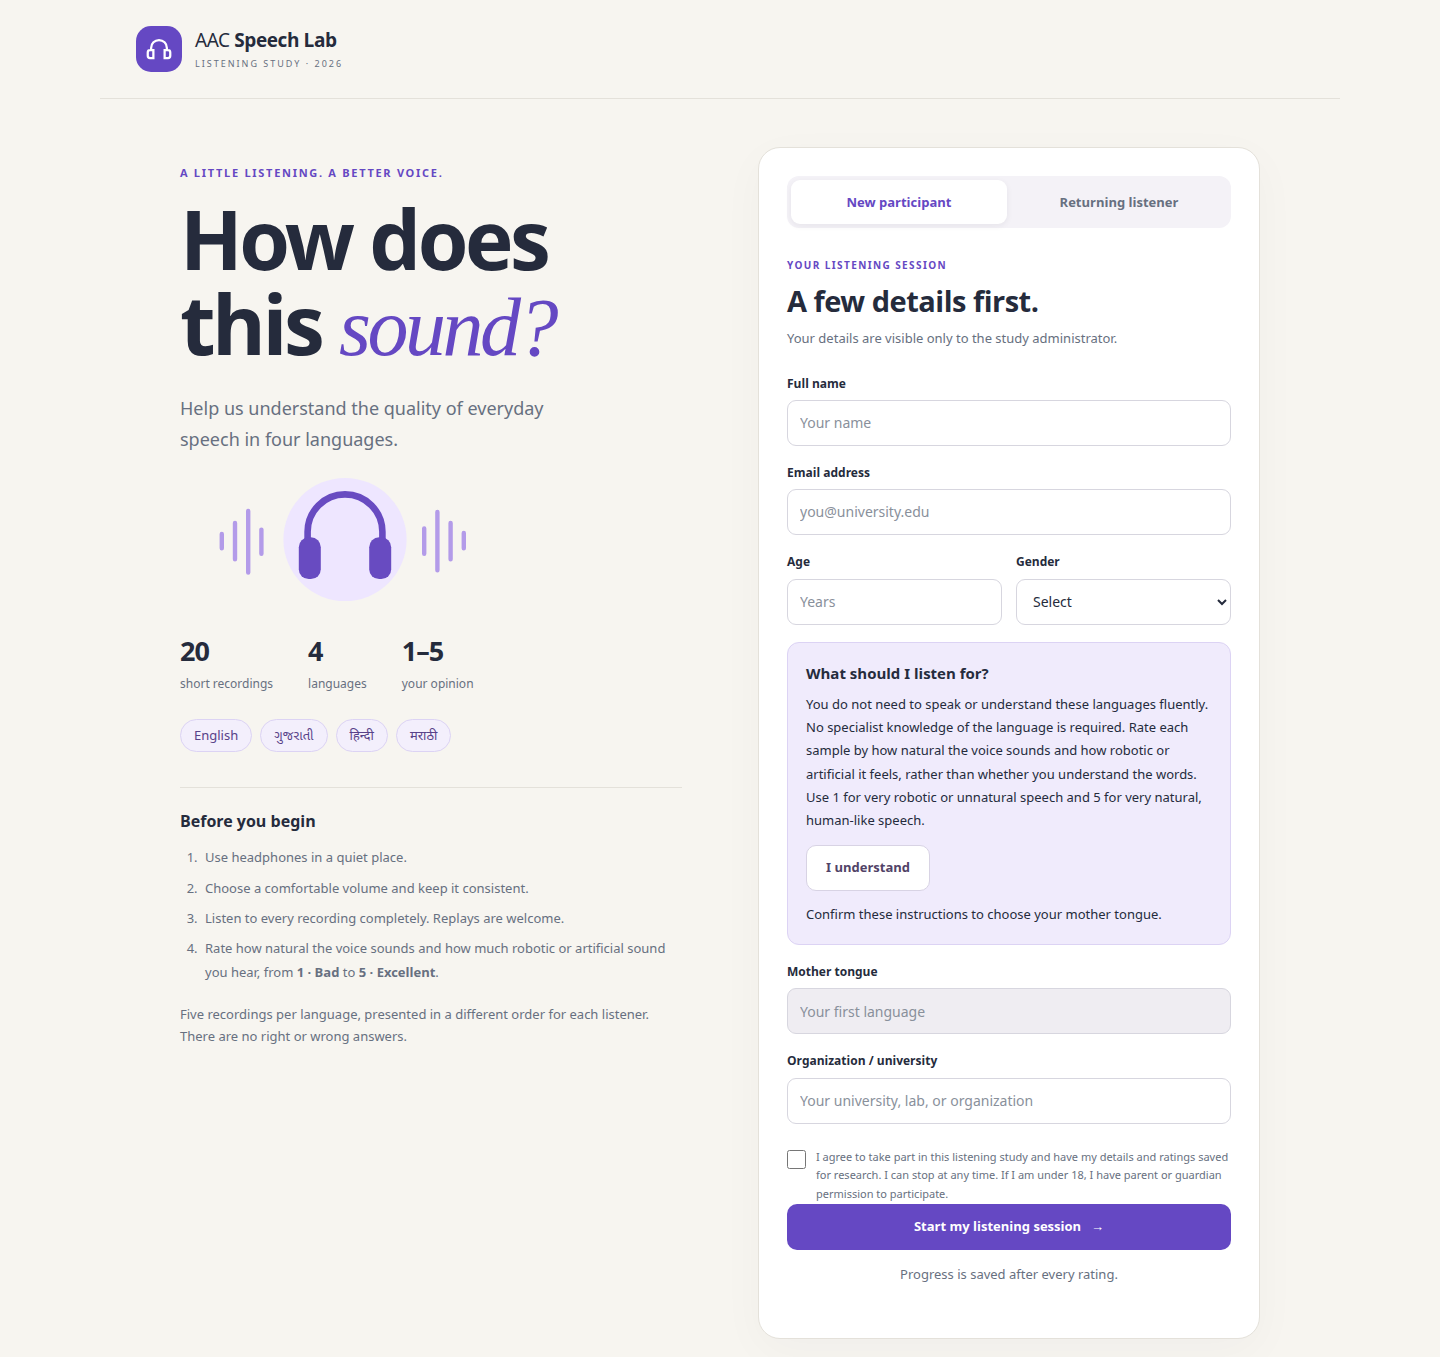 AAC Speech Lab
LISTENING STUDY · 2026
A LITTLE LISTENING. A BETTER VOICE.
How does
this sound?
Help us understand the quality of everyday
speech in four languages.
20
short recordings
4
languages
1–5
your opinion
English
ગુજરાતી
हिन्दी
मराठी
Before you begin
1. Use headphones in a quiet place.
2. Choose a comfortable volume and keep it consistent.
3. Listen to every recording completely. Replays are welcome.
4. Rate how natural the voice sounds and how much robotic or artificial sound
you hear, from 1 · Bad to 5 · Excellent.
Five recordings per language, presented in a different order for each listener.
There are no right or wrong answers.
New participant
Returning listener
YOUR LISTENING SESSION
A few details first.
Your details are visible only to the study administrator.
Full name
Your name
Email address
you@university.edu
Age
Years
Gender
Select
What should I listen for?
You do not need to speak or understand these languages fluently.
No specialist knowledge of the language is required. Rate each
sample by how natural the voice sounds and how robotic or
artificial it feels, rather than whether you understand the words.
Use 1 for very robotic or unnatural speech and 5 for very natural,
human-like speech.
I understand
Confirm these instructions to choose your mother tongue.
Mother tongue
Your first language
Organization / university
Your university, lab, or organization
I agree to take part in this listening study and have my details and ratings saved
for research. I can stop at any time. If I am under 18, I have parent or guardian
permission to participate.
Start my listening session →
Progress is saved after every rating.